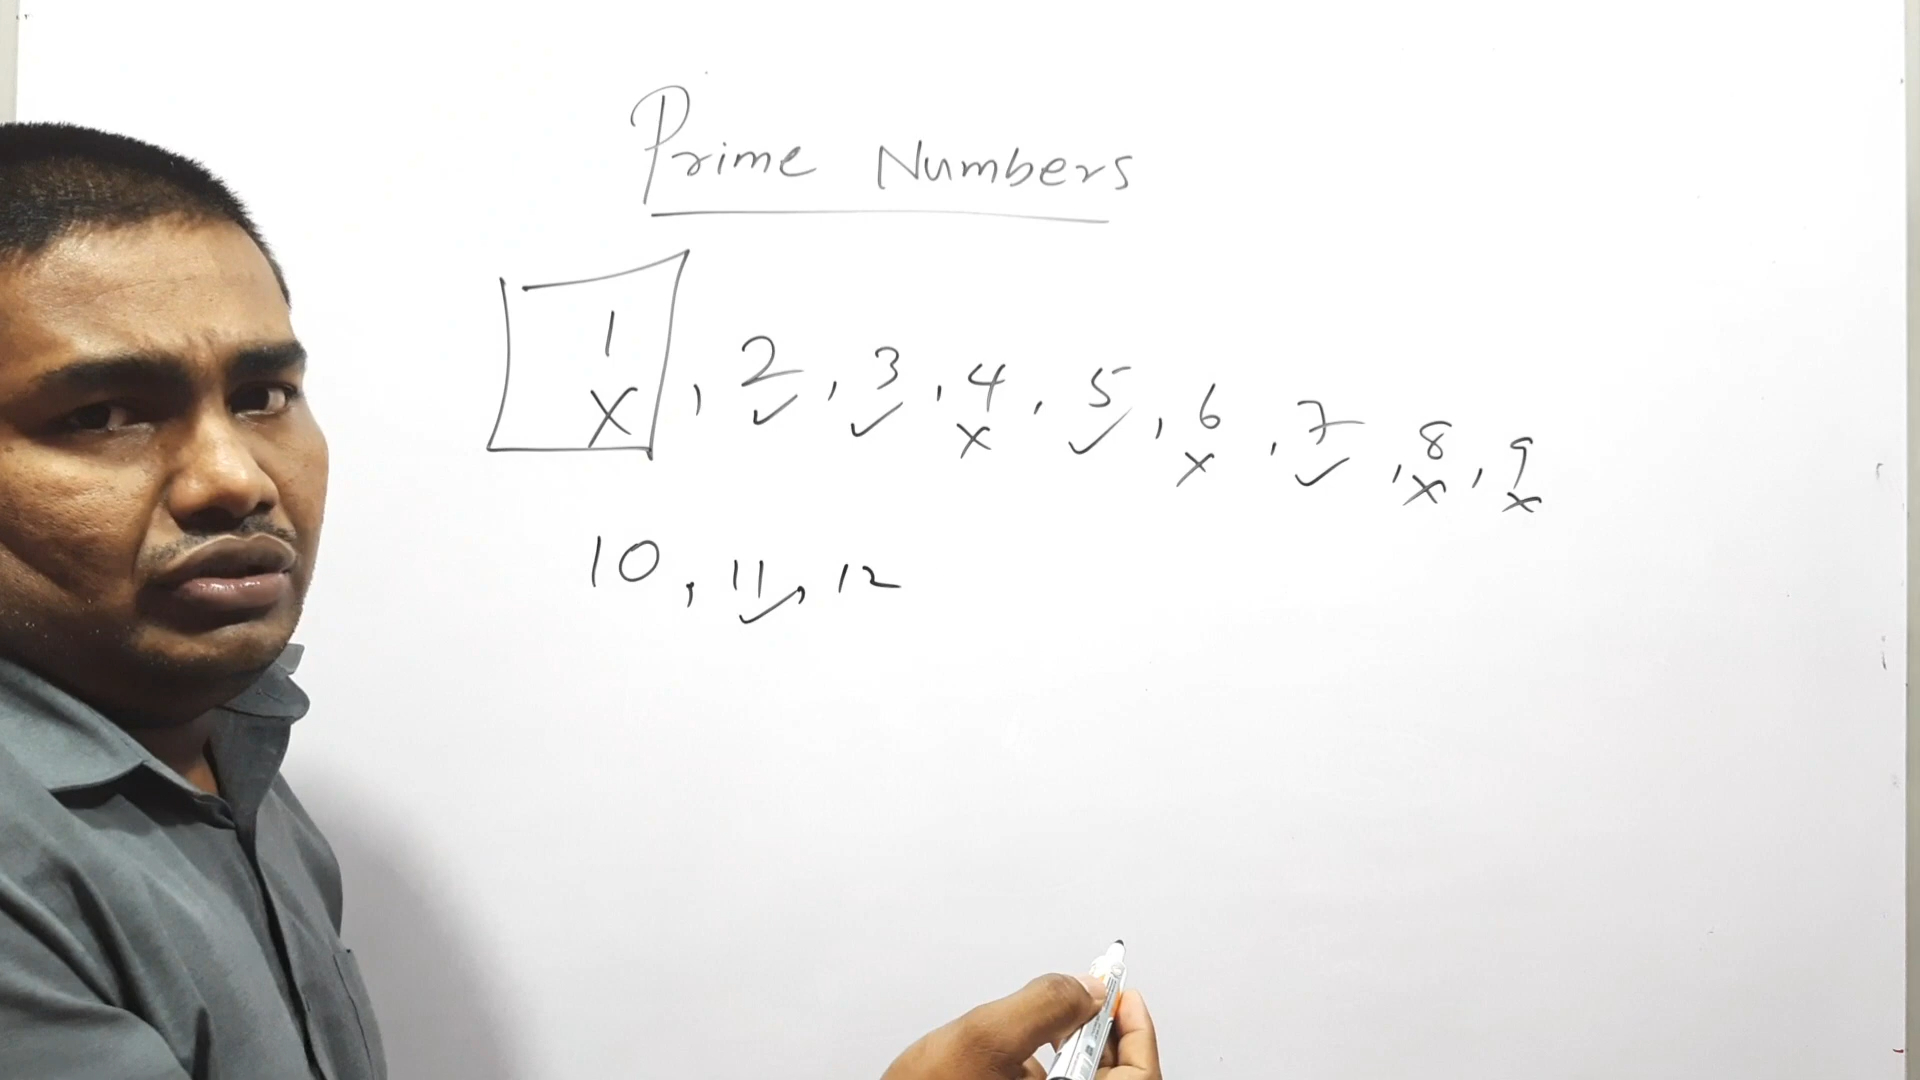 Prime Numbers
1, 2, 3, 4, 5, 6, 7, 8, 9
X ✓ ✓ x ✓ x ✓ x x
10, 11, 12
✓